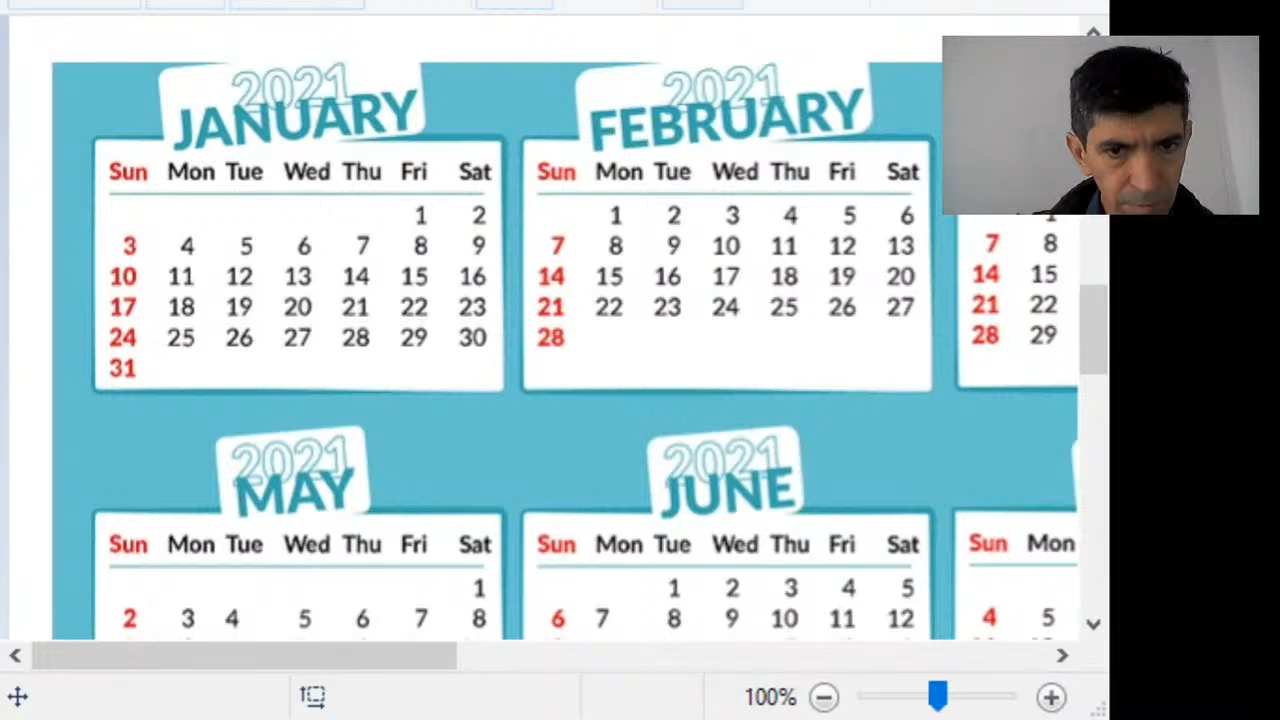 2021 2021
JANUARY FEBRUARY
Sun Mon Tue Wed Thu Fri Sat Sun Mon Tue Wed Thu Fri Sat
1 2 1 2 3 4 5 6
3 4 5 6 7 8 9 7 8 9 10 11 12 13 7 8
10 11 12 13 14 15 16 14 15 16 17 18 19 20 14 15
17 18 19 20 21 22 23 21 22 23 24 25 26 27 21 22
24 25 26 27 28 29 30 28 28 29
31
2021 2021
MAY JUNE
Sun Mon Tue Wed Thu Fri Sat Sun Mon Tue Wed Thu Fri Sat Sun Mon
1 1 2 3 4 5
2 3 4 5 6 7 8 6 7 8 9 10 11 12 4 5
100%